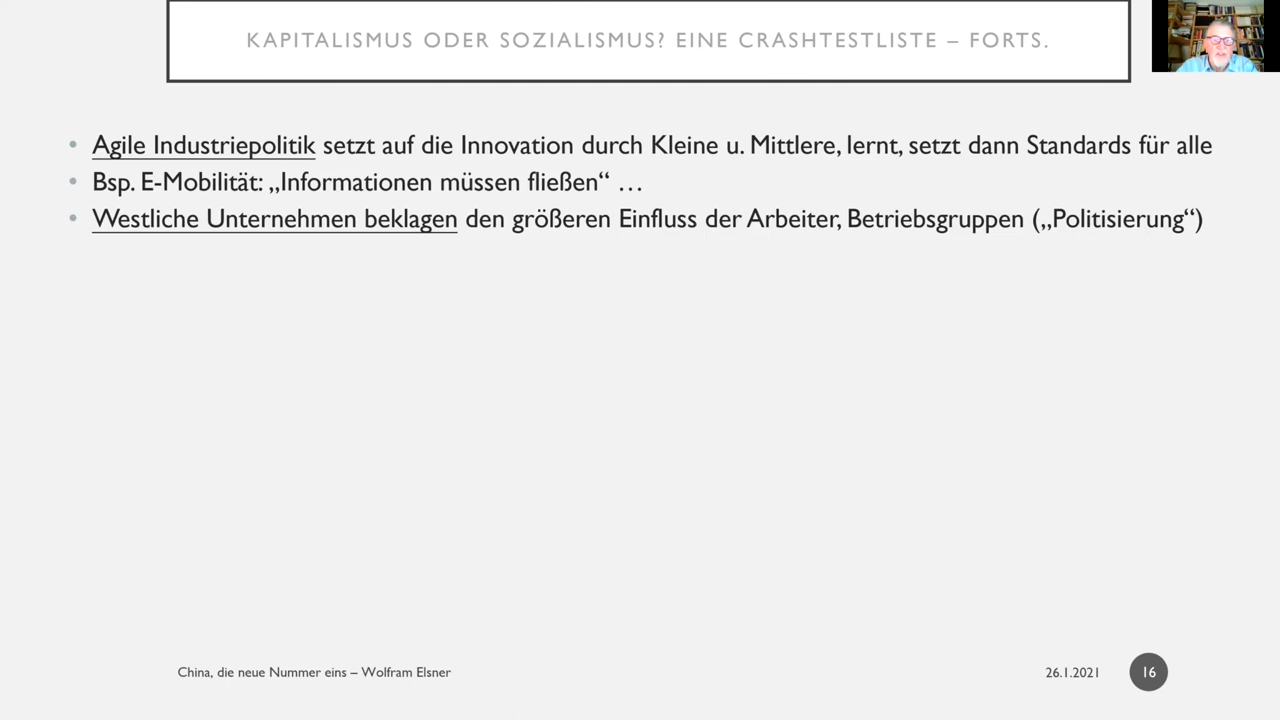 KAPITALISMUS ODER SOZIALISMUS? EINE CRASHTESTLISTE – FORTS.
• Agile Industriepolitik setzt auf die Innovation durch Kleine u. Mittlere, lernt, setzt dann Standards für alle
• Bsp. E-Mobilität: „Informationen müssen fließen“ …
• Westliche Unternehmen beklagen den größeren Einfluss der Arbeiter, Betriebsgruppen („Politisierung“)
China, die neue Nummer eins – Wolfram Elsner
26.1.2021
16